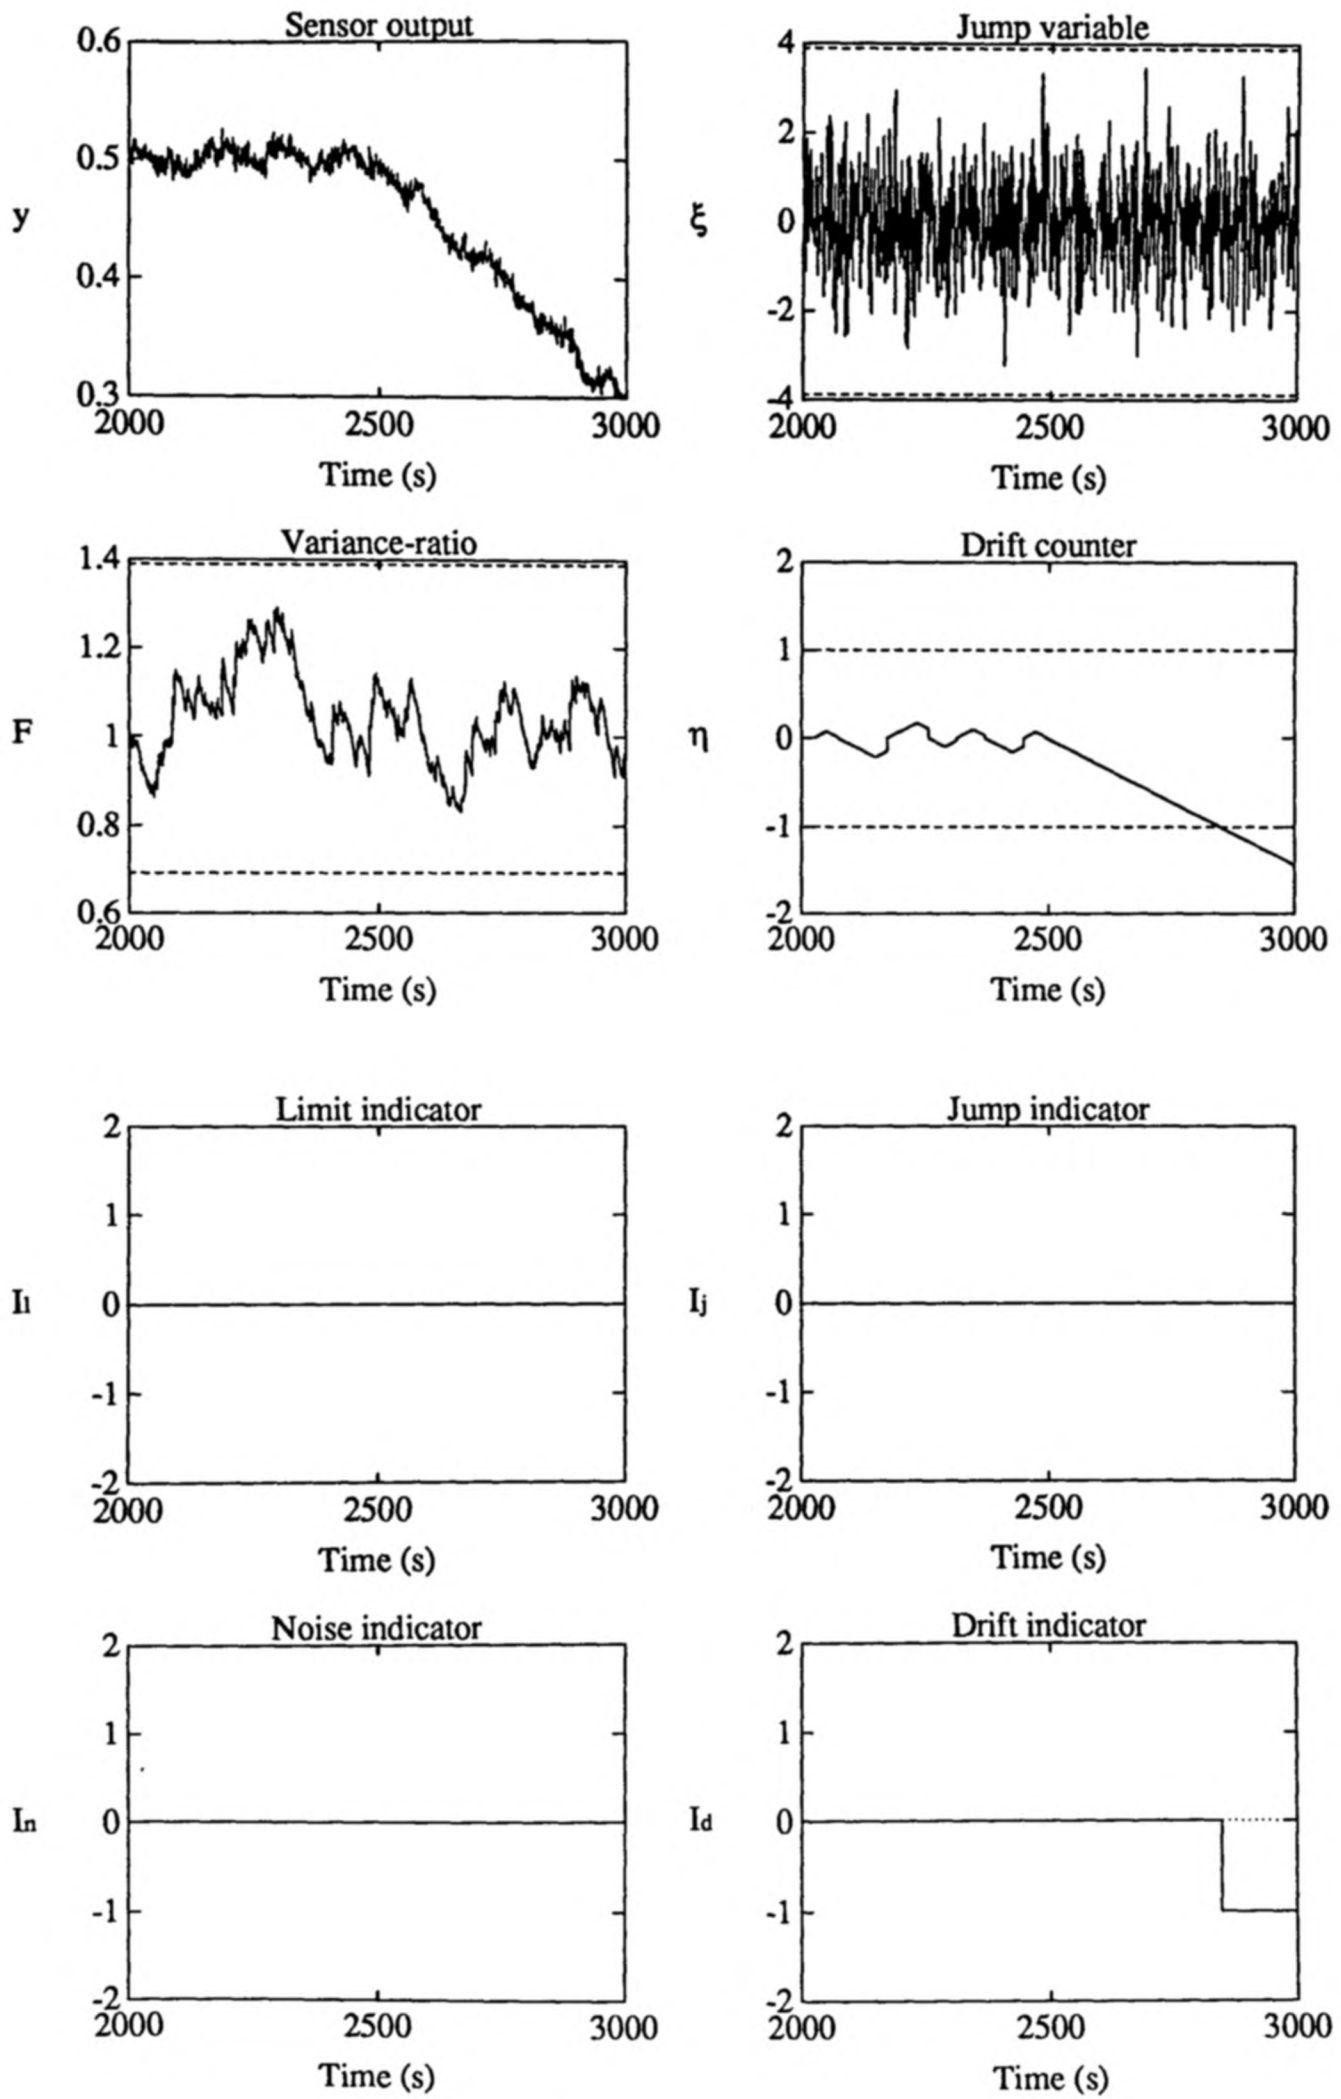 Sensor output
0.6
0.5
y
0.4
0.3
2000 2500 3000
Time (s)
Jump variable
4
2
ξ 0
-2
-4
2000 2500 3000
Time (s)
Variance-ratio
1.4
1.2
F 1
0.8
0.6
2000 2500 3000
Time (s)
Drift counter
2
1
η 0
-1
-2
2000 2500 3000
Time (s)
Limit indicator
2
1
Il 0
-1
-2
2000 2500 3000
Time (s)
Jump indicator
2
1
Ij 0
-1
-2
2000 2500 3000
Time (s)
Noise indicator
2
1
In 0
-1
-2
2000 2500 3000
Time (s)
Drift indicator
2
1
Id 0
-1
-2
2000 2500 3000
Time (s)